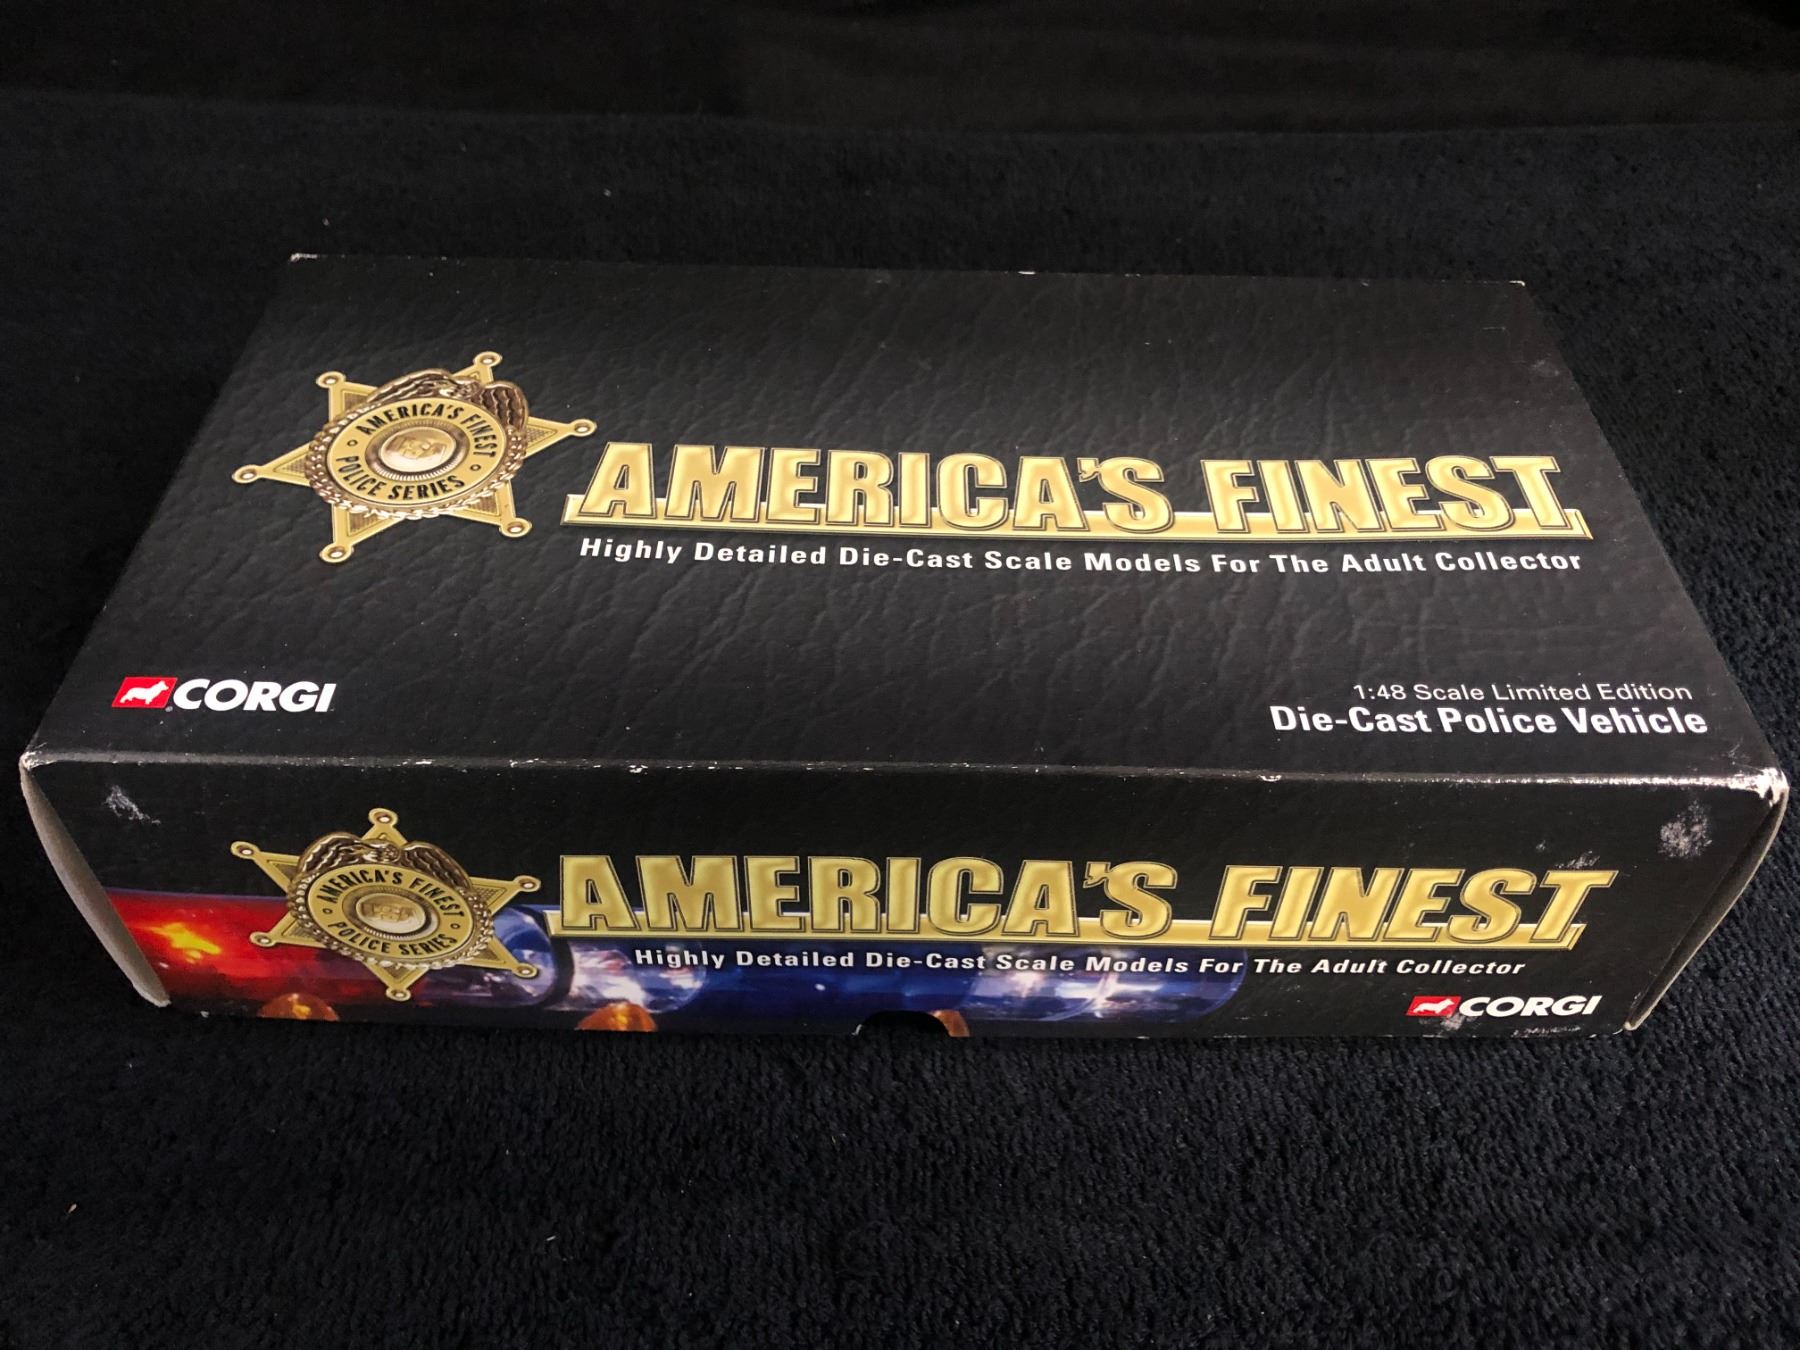 AMERICA'S FINEST
POLICE SERIES
AMERICA'S FINEST
Highly Detailed Die-Cast Scale Models For The Adult Collector
CORGI
1:48 Scale Limited Edition
Die-Cast Police Vehicle
AMERICA'S FINEST
POLICE SERIES
AMERICA'S FINEST
Highly Detailed Die-Cast Scale Models For The Adult Collector
CORGI